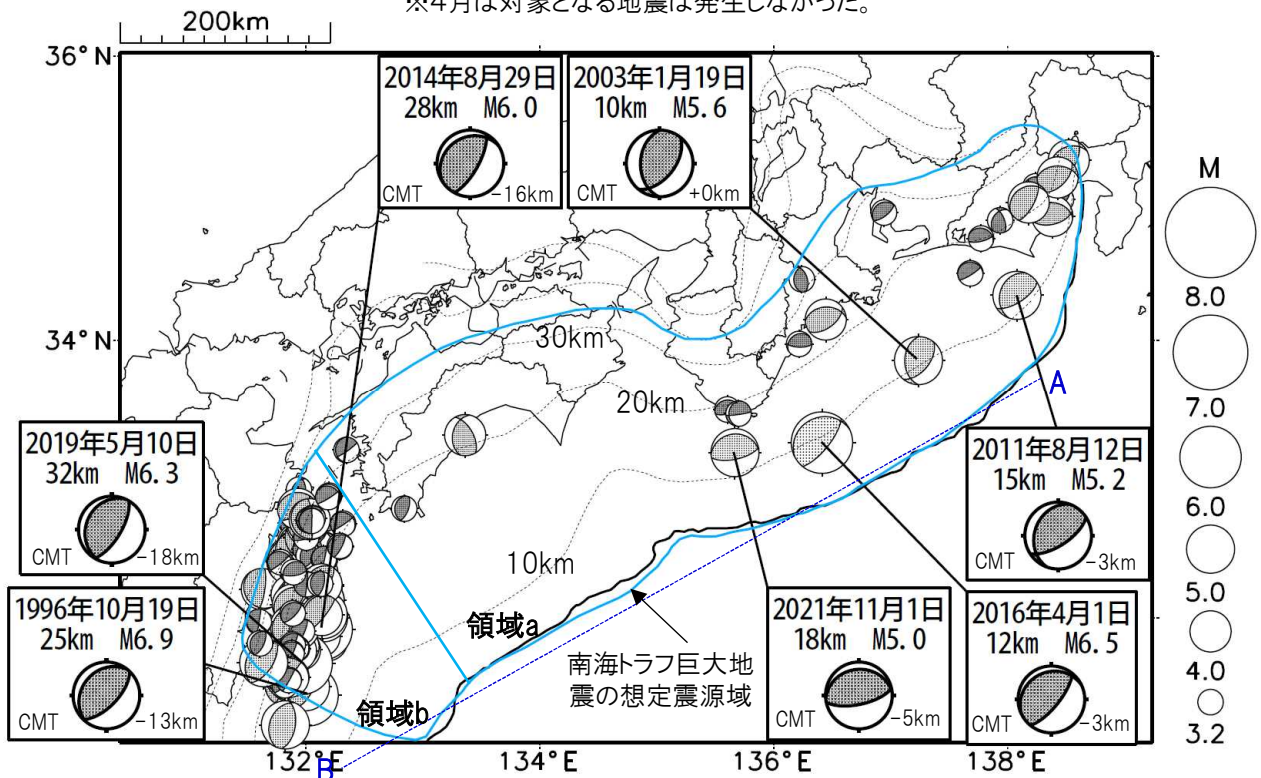 ※4月は対象となる地震は発生しなかった。
200km
36°N
34°N
2014年8月29日
28km M6.0
CMT
-16km
2003年1月19日
10km M5.6
CMT
+0km
M
8.0
7.0
6.0
5.0
4.0
3.2
30km
20km
10km
A
2019年5月10日
32km M6.3
CMT
-18km
2011年8月12日
15km M5.2
CMT
-3km
1996年10月19日
25km M6.9
CMT
-13km
2021年11月1日
18km M5.0
CMT
-5km
2016年4月1日
12km M6.5
CMT
-3km
領域a
領域b
南海トラフ巨大地
震の想定震源域
132°E
B
134°E
136°E
138°E